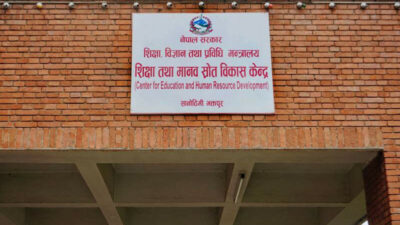 नेपाल सरकार
शिक्षा, विज्ञान तथा प्रविधि मन्त्रालय
शिक्षा तथा मानव स्रोत विकास केन्द्र
(Center for Education and Human Resource Development)
सानोठिमी भक्तपुर